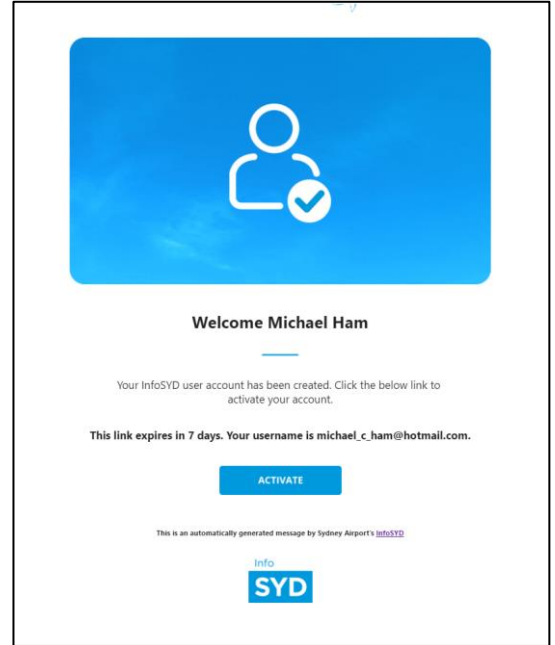 Welcome Michael Ham
Your InfoSYD user account has been created. Click the below link to
activate your account.
This link expires in 7 days. Your username is michael_c_ham@hotmail.com.
ACTIVATE
This is an automatically generated message by Sydney Airport's InfoSYD
Info
SYD